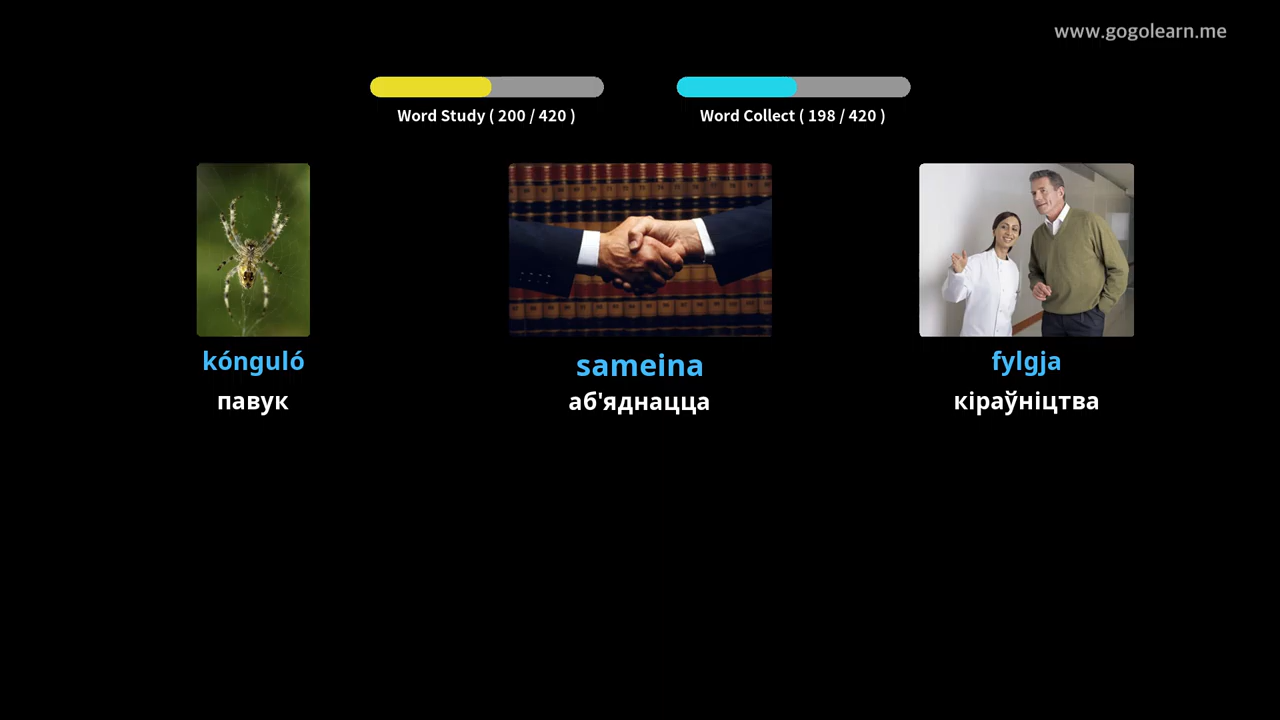 www.gogolearn.me
Word Study ( 200 / 420 )
Word Collect ( 198 / 420 )
kónguló
sameina
fylgja
павук
аб'яднацца
кіраўніцтва